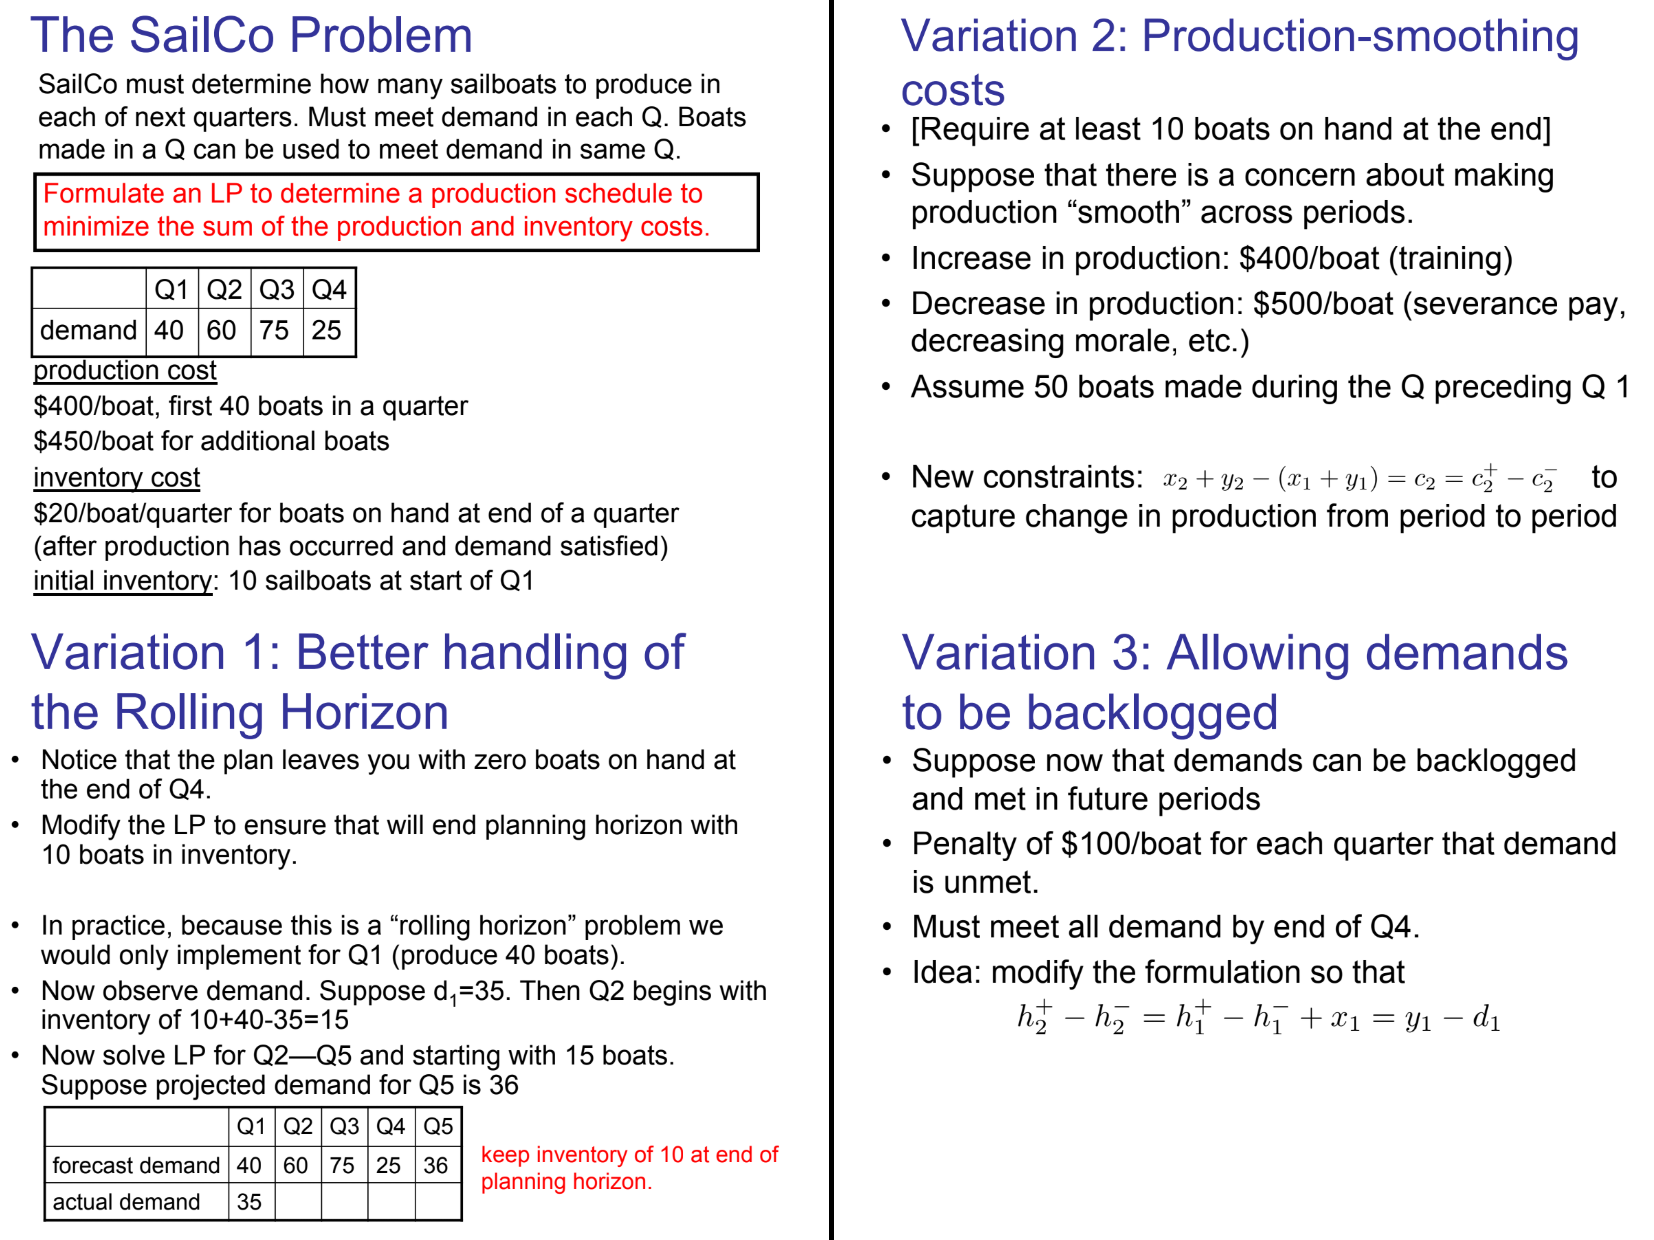 The SailCo Problem
SailCo must determine how many sailboats to produce in
each of next quarters. Must meet demand in each Q. Boats
made in a Q can be used to meet demand in same Q.
Formulate an LP to determine a production schedule to
minimize the sum of the production and inventory costs.
Q1 Q2 Q3 Q4
demand 40 60 75 25
production cost
$400/boat, first 40 boats in a quarter
$450/boat for additional boats
inventory cost
$20/boat/quarter for boats on hand at end of a quarter
(after production has occurred and demand satisfied)
initial inventory: 10 sailboats at start of Q1
Variation 1: Better handling of
the Rolling Horizon
• Notice that the plan leaves you with zero boats on hand at
the end of Q4.
• Modify the LP to ensure that will end planning horizon with
10 boats in inventory.
• In practice, because this is a “rolling horizon” problem we
would only implement for Q1 (produce 40 boats).
• Now observe demand. Suppose d₁=35. Then Q2 begins with
inventory of 10+40-35=15
• Now solve LP for Q2—Q5 and starting with 15 boats.
Suppose projected demand for Q5 is 36
Q1 Q2 Q3 Q4 Q5
forecast demand 40 60 75 25 36
actual demand 35
keep inventory of 10 at end of
planning horizon.
Variation 2: Production-smoothing
costs
• [Require at least 10 boats on hand at the end]
• Suppose that there is a concern about making
production “smooth” across periods.
• Increase in production: $400/boat (training)
• Decrease in production: $500/boat (severance pay,
decreasing morale, etc.)
• Assume 50 boats made during the Q preceding Q 1
• New constraints: x₂ + y₂ − (x₁ + y₁) = c₂ = c₂⁺ − c₂⁻ to
capture change in production from period to period
Variation 3: Allowing demands
to be backlogged
• Suppose now that demands can be backlogged
and met in future periods
• Penalty of $100/boat for each quarter that demand
is unmet.
• Must meet all demand by end of Q4.
• Idea: modify the formulation so that
h₂⁺ − h₂⁻ = h₁⁺ − h₁⁻ + x₁ = y₁ − d₁